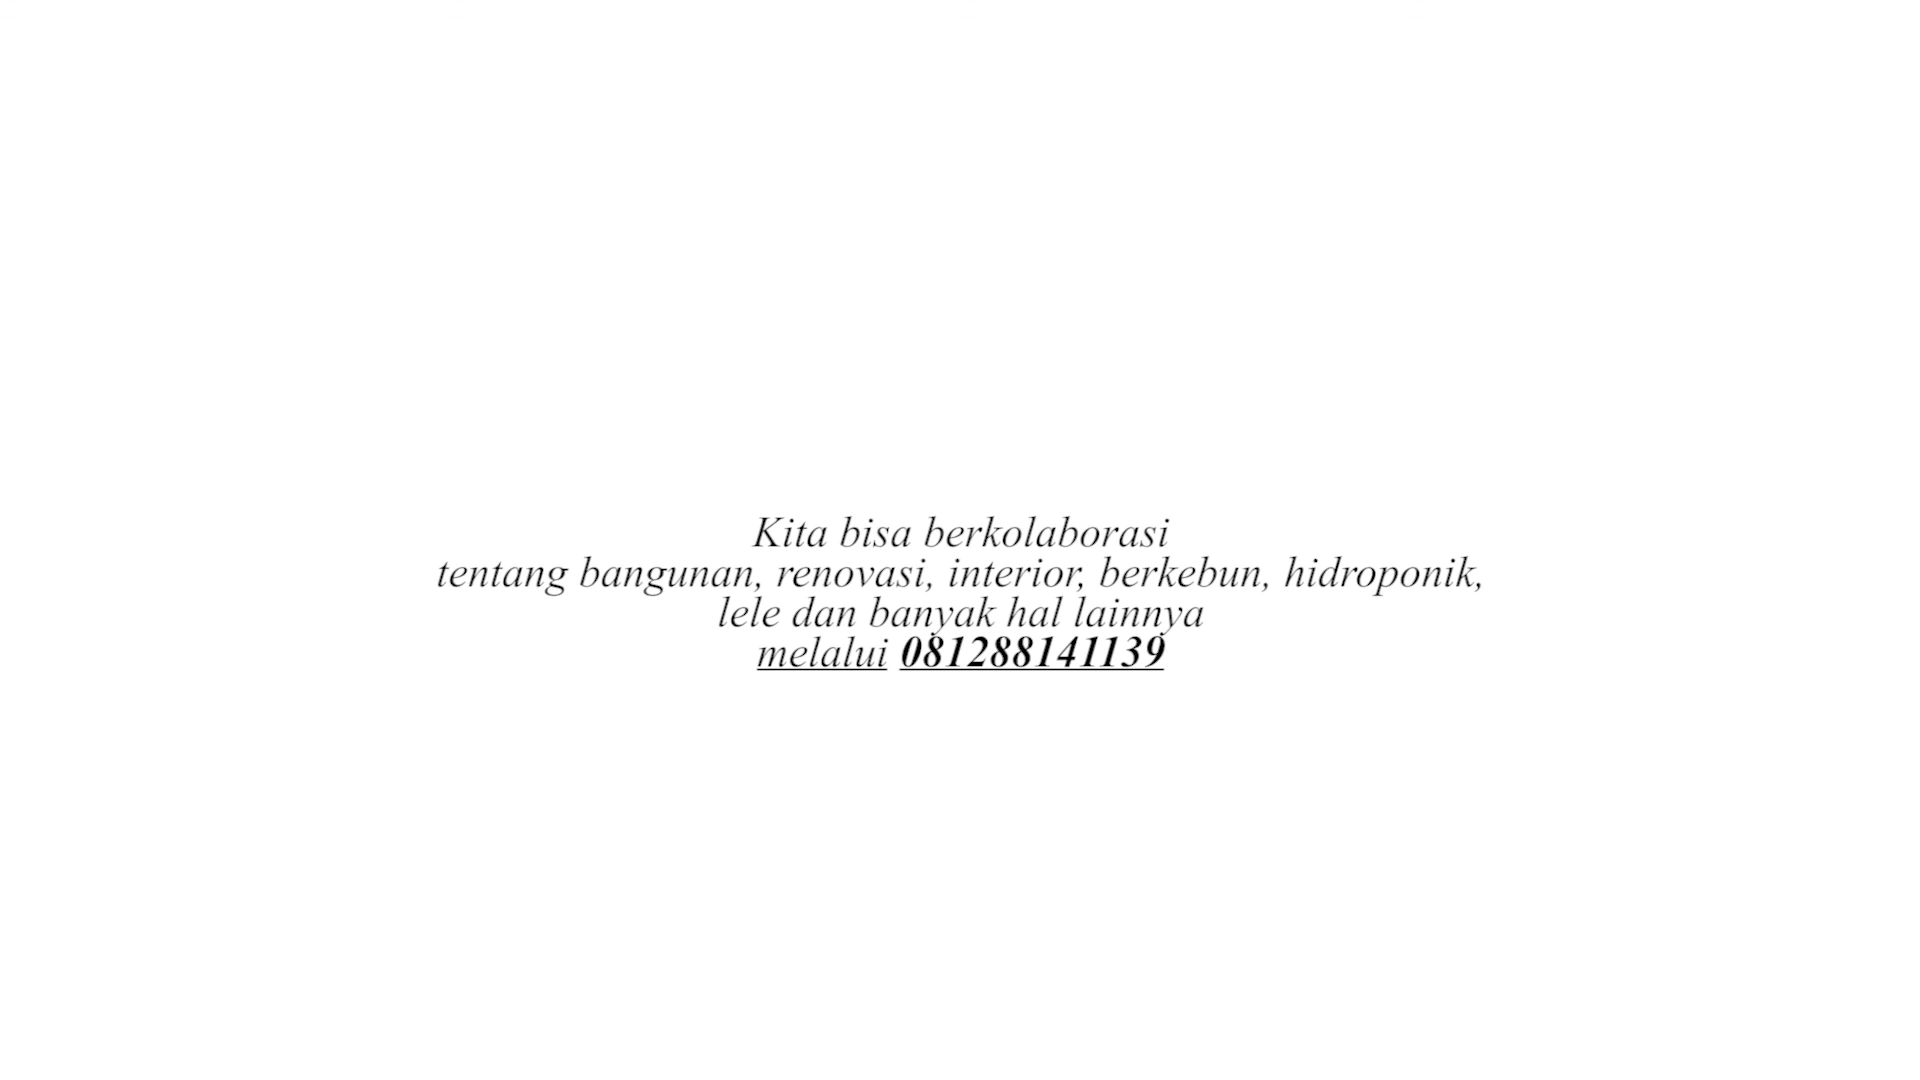 Kita bisa berkolaborasi
tentang bangunan, renovasi, interior, berkebun, hidroponik,
lele dan banyak hal lainnya
melalui 081288141139